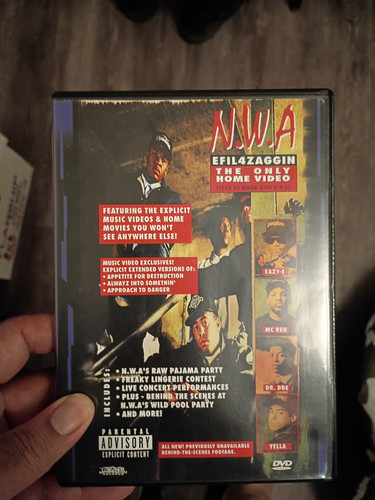 N.W.A
EFIL4ZAGGIN
THE ONLY
HOME VIDEO
FEATURING THE EXPLICIT
MUSIC VIDEOS & HOME
MOVIES YOU WON'T
SEE ANYWHERE ELSE!
MUSIC VIDEO EXCLUSIVES!
EXPLICIT EXTENDED VERSIONS OF:
• APPETITE FOR DESTRUCTION
• ALWAYZ INTO SOMETHIN'
• APPROACH TO DANGER
EAZY-E
MC REN
DR. DRE
YELLA
INCLUDES:
• N.W.A'S RAW PAJAMA PARTY
• FREAKY LINGERIE CONTEST
• LIVE CONCERT PERFORMANCES
• PLUS - BEHIND THE SCENES AT
N.W.A'S WILD POOL PARTY
• AND MORE!
PARENTAL
ADVISORY
EXPLICIT CONTENT
ALL NEW! PREVIOUSLY UNAVAILABLE
BEHIND-THE-SCENES FOOTAGE.
DVD